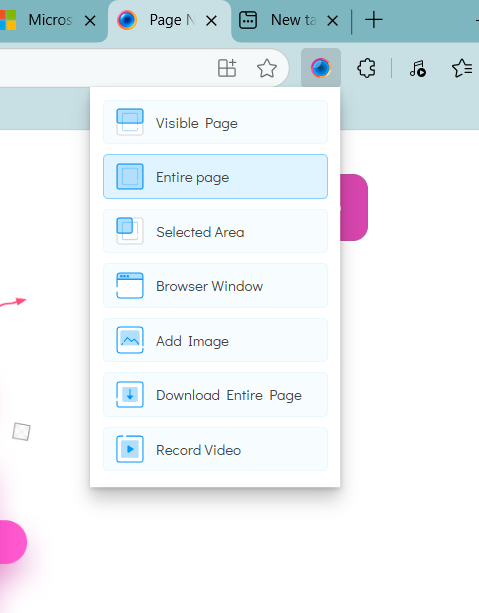 Micros
Page N
New ta
Visible Page
Entire page
Selected Area
Browser Window
Add Image
Download Entire Page
Record Video